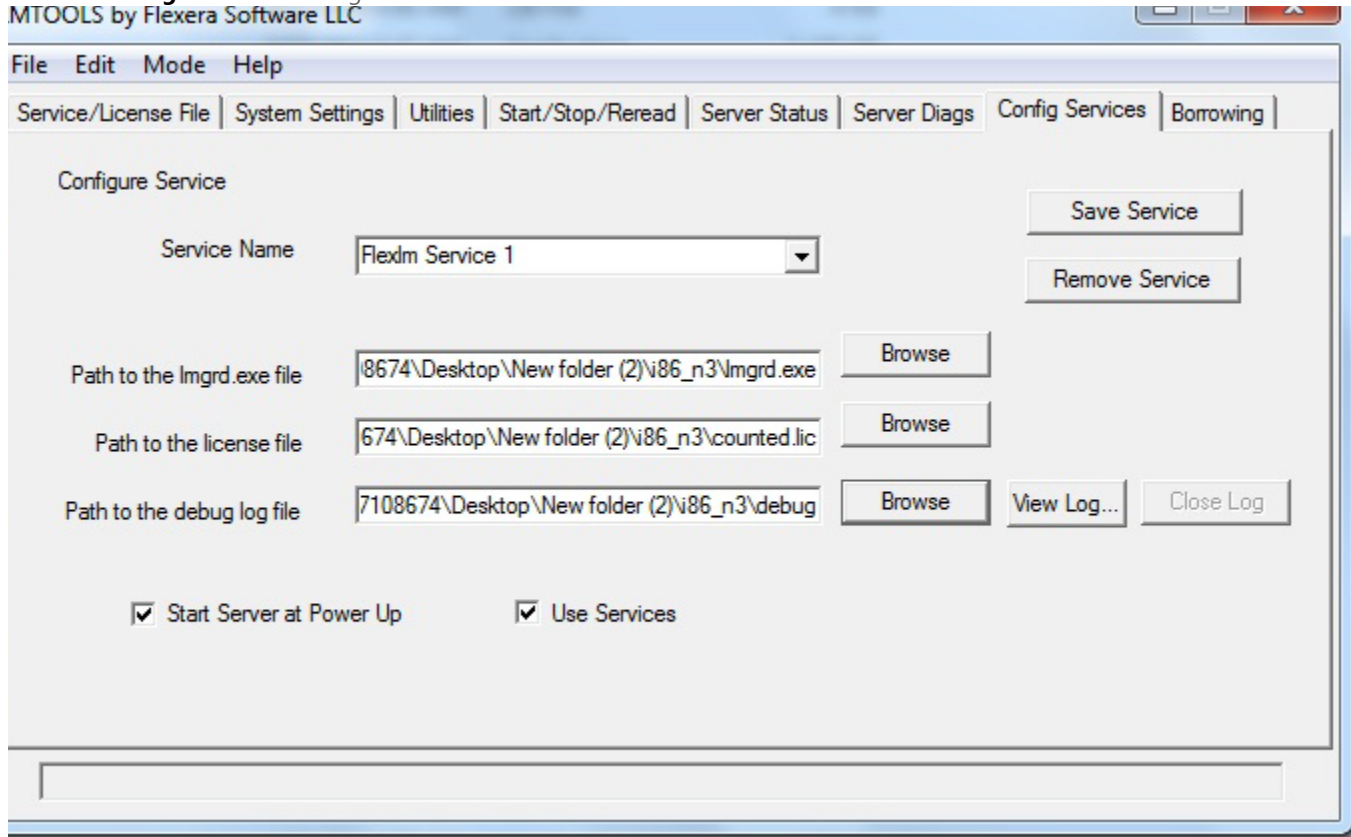 MTOOLS by Flexera Software LLC
File Edit Mode Help
Service/License File System Settings Utilities Start/Stop/Reread Server Status Server Diags Config Services Borrowing
Configure Service
Save Service
Service Name Flexlm Service 1
Remove Service
Path to the lmgrd.exe file 8674\Desktop\New folder (2)\i86_n3\lmgrd.exe Browse
Path to the license file 674\Desktop\New folder (2)\i86_n3\counted.lic Browse
Path to the debug log file 7108674\Desktop\New folder (2)\i86_n3\debug Browse View Log... Close Log
Start Server at Power Up Use Services